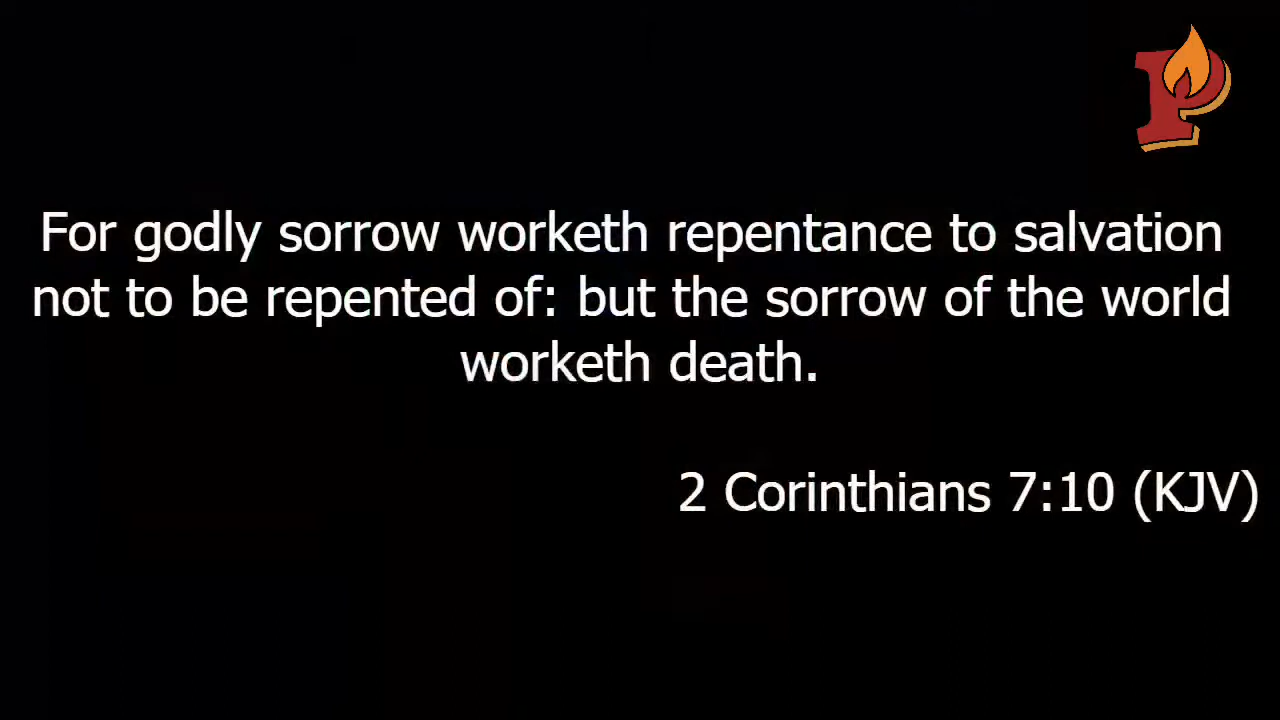 P
For godly sorrow worketh repentance to salvation
not to be repented of: but the sorrow of the world
worketh death.
2 Corinthians 7:10 (KJV)